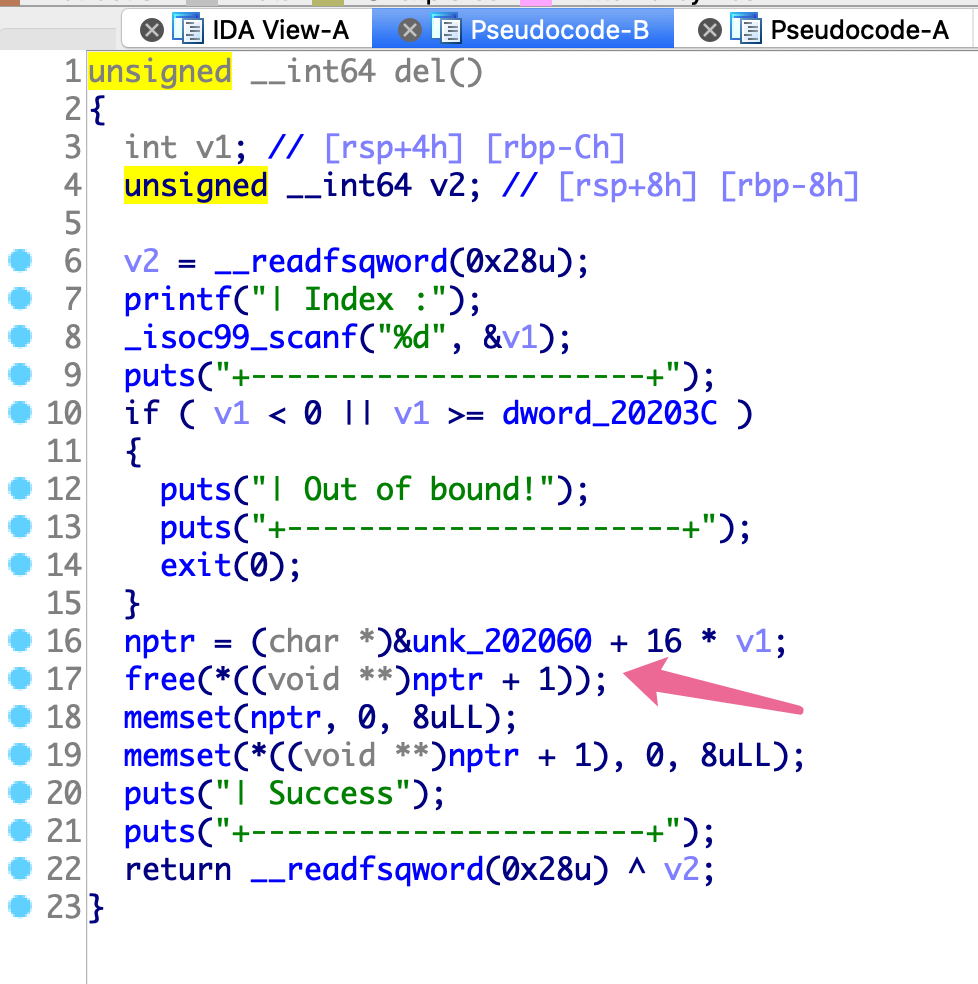 IDA View-A Pseudocode-B Pseudocode-A
1 unsigned __int64 del()
2 {
3   int v1; // [rsp+4h] [rbp-Ch]
4   unsigned __int64 v2; // [rsp+8h] [rbp-8h]
5
6   v2 = __readfsqword(0x28u);
7   printf("| Index :");
8   _isoc99_scanf("%d", &v1);
9   puts("+----------------------+");
10   if ( v1 < 0 || v1 >= dword_20203C )
11   {
12     puts("| Out of bound!");
13     puts("+----------------------+");
14     exit(0);
15   }
16   nptr = (char *)&unk_202060 + 16 * v1;
17   free(*((void **)nptr + 1));
18   memset(nptr, 0, 8uLL);
19   memset(*((void **)nptr + 1), 0, 8uLL);
20   puts("| Success");
21   puts("+----------------------+");
22   return __readfsqword(0x28u) ^ v2;
23 }